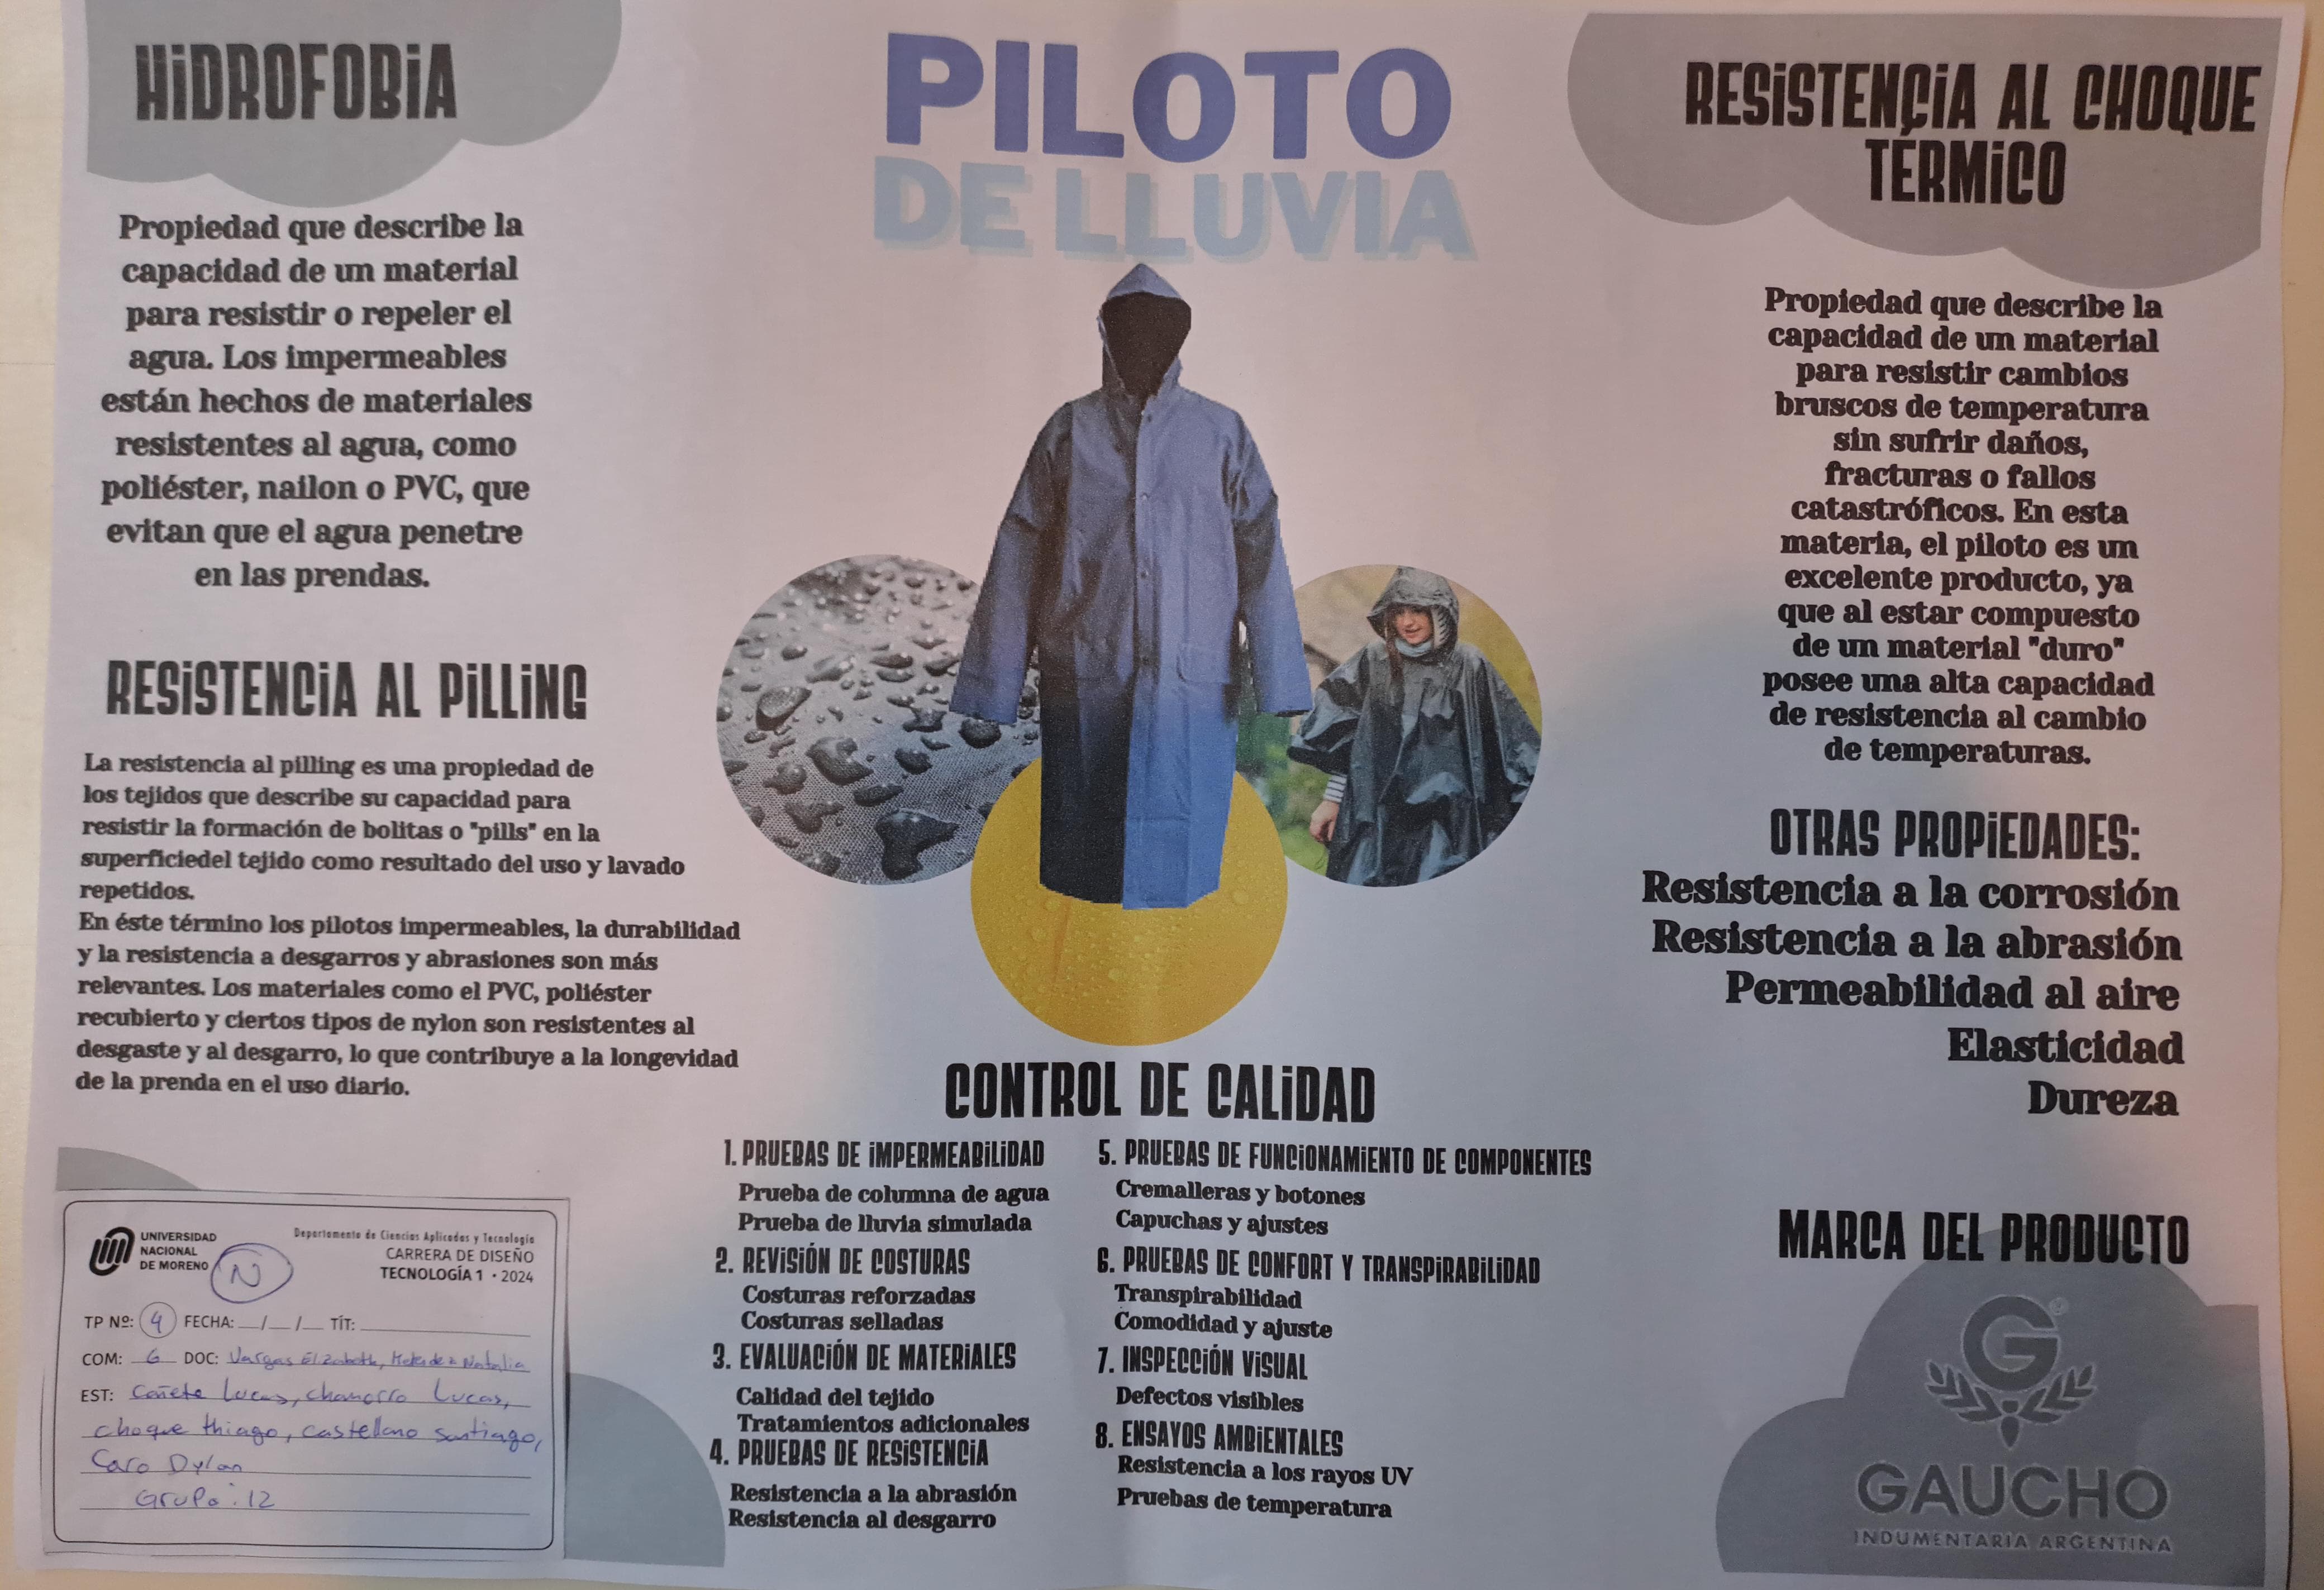 HiDROFOBiA
Propiedad que describe la
capacidad de un material
para resistir o repeler el
agua. Los impermeables
están hechos de materiales
resistentes al agua, como
poliéster, nailon o PVC, que
evitan que el agua penetre
en las prendas.
RESiSTENCiA AL PiLLiNG
La resistencia al pilling es una propiedad de
los tejidos que describe su capacidad para
resistir la formación de bolitas o "pills" en la
superficiedel tejido como resultado del uso y lavado
repetidos.
En éste término los pilotos impermeables, la durabilidad
y la resistencia a desgarros y abrasiones son más
relevantes. Los materiales como el PVC, poliéster
recubierto y ciertos tipos de nylon son resistentes al
desgaste y al desgarro, lo que contribuye a la longevidad
de la prenda en el uso diario.
UNIVERSIDAD
NACIONAL
DE MORENO
N
Departamento de Ciencias Aplicadas y Tecnología
CARRERA DE DISEÑO
TECNOLOGÍA 1 • 2024
TP Nº: 4 FECHA: __/__/__ TÍT:
COM: 6 DOC: Vargas Elizabeth, Natalia
EST: Cañete Lucas, chamorro Lucas,
choque thiago, castellano santiago,
Caro Dylan
Grupo: 12
PILOTO
DE LLUVIA
CONTROL DE CALiDAD
1. PRUEBAS DE iMPERMEABiLiDAD
Prueba de columna de agua
Prueba de lluvia simulada
2. REViSiÓN DE COSTURAS
Costuras reforzadas
Costuras selladas
3. EVALUACiÓN DE MATERiALES
Calidad del tejido
Tratamientos adicionales
4. PRUEBAS DE RESiSTENCiA
Resistencia a la abrasión
Resistencia al desgarro
5. PRUEBAS DE FUNCiONAMiENTO DE COMPONENTES
Cremalleras y botones
Capuchas y ajustes
6. PRUEBAS DE CONFORT Y TRANSPiRABiLiDAD
Transpirabilidad
Comodidad y ajuste
7. iNSPECCiÓN ViSUAL
Defectos visibles
8. ENSAYOS AMBiENTALES
Resistencia a los rayos UV
Pruebas de temperatura
RESiSTENCiA AL CHOQUE
TÉRMiCO
Propiedad que describe la
capacidad de un material
para resistir cambios
bruscos de temperatura
sin sufrir daños,
fracturas o fallos
catastróficos. En esta
materia, el piloto es un
excelente producto, ya
que al estar compuesto
de un material "duro"
posee una alta capacidad
de resistencia al cambio
de temperaturas.
OTRAS PROPiEDADES:
Resistencia a la corrosión
Resistencia a la abrasión
Permeabilidad al aire
Elasticidad
Dureza
MARCA DEL PRODUCTO
G®
GAUCHO
INDUMENTARIA ARGENTINA